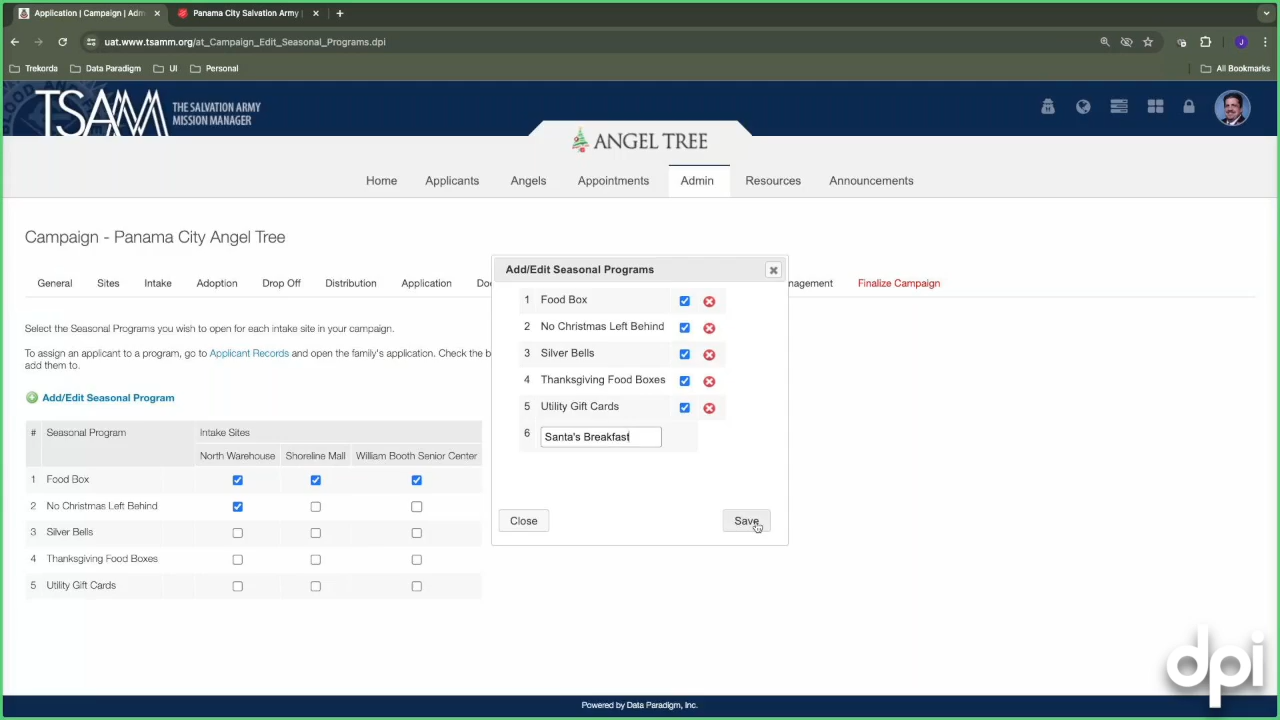 Application | Campaign | Adm
Panama City Salvation Army |
uat.www.tsamm.org/at_Campaign_Edit_Seasonal_Programs.dpi
J
Trekorda
Data Paradigm
UI
Personal
All Bookmarks
TSAMM
THE SALVATION ARMY
MISSION MANAGER
ANGEL TREE
Home
Applicants
Angels
Appointments
Admin
Resources
Announcements
Campaign - Panama City Angel Tree
General
Sites
Intake
Adoption
Drop Off
Distribution
Application
Doc
nagement
Finalize Campaign
Select the Seasonal Programs you wish to open for each intake site in your campaign.
To assign an applicant to a program, go to Applicant Records and open the family's application. Check the b
add them to.
Add/Edit Seasonal Program
# Seasonal Program Intake Sites
North Warehouse Shoreline Mall William Booth Senior Center
1 Food Box
2 No Christmas Left Behind
3 Silver Bells
4 Thanksgiving Food Boxes
5 Utility Gift Cards
Add/Edit Seasonal Programs
1 Food Box
2 No Christmas Left Behind
3 Silver Bells
4 Thanksgiving Food Boxes
5 Utility Gift Cards
6 Santa's Breakfast
Close
Save
dpi
Powered by Data Paradigm, Inc.